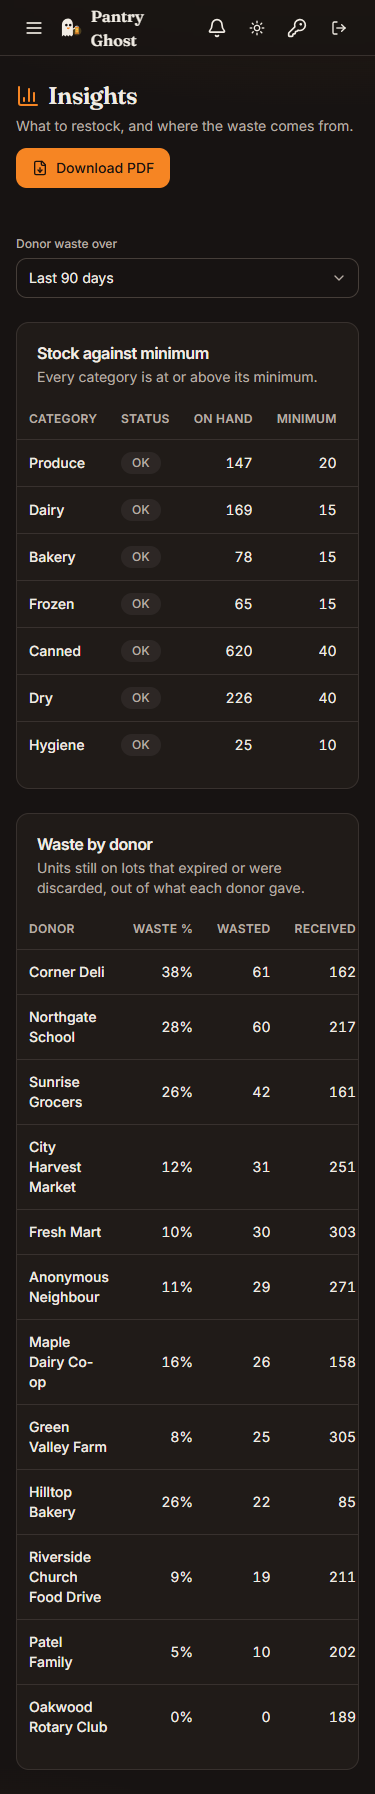 Pantry
Ghost
Insights
What to restock, and where the waste comes from.
Download PDF
Donor waste over
Last 90 days
Stock against minimum
Every category is at or above its minimum.
CATEGORY STATUS ON HAND MINIMUM
Produce OK 147 20
Dairy OK 169 15
Bakery OK 78 15
Frozen OK 65 15
Canned OK 620 40
Dry OK 226 40
Hygiene OK 25 10
Waste by donor
Units still on lots that expired or were
discarded, out of what each donor gave.
DONOR WASTE % WASTED RECEIVED
Corner Deli 38% 61 162
Northgate
School 28% 60 217
Sunrise
Grocers 26% 42 161
City
Harvest 12% 31 251
Market
Fresh Mart 10% 30 303
Anonymous
Neighbour 11% 29 271
Maple
Dairy Co- 16% 26 158
op
Green
Valley Farm 8% 25 305
Hilltop
Bakery 26% 22 85
Riverside
Church 9% 19 211
Food Drive
Patel
Family 5% 10 202
Oakwood
Rotary Club 0% 0 189